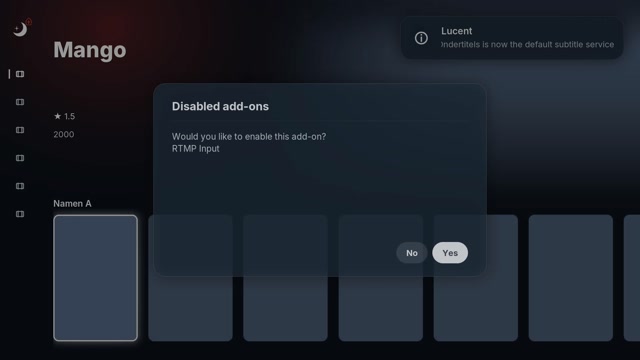 Mango
Lucent
Indertitels is now the default subtitle service
★ 1.5
2000
Disabled add-ons
Would you like to enable this add-on?
RTMP Input
No
Yes
Namen A